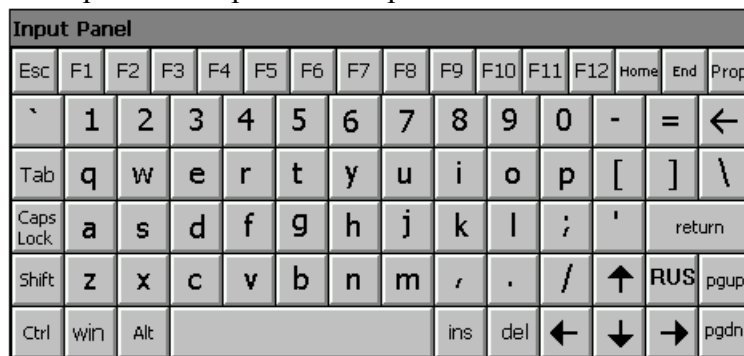 Input Panel
Esc F1 F2 F3 F4 F5 F6 F7 F8 F9 F10 F11 F12 Home End Prop
` 1 2 3 4 5 6 7 8 9 0 - = ←
Tab q w e r t y u i o p [ ] \
Caps Lock a s d f g h j k l ; ' return
Shift z x c v b n m , . / ↑ RUS pgup
Ctrl win Alt ins del ← ↓ → pgdn